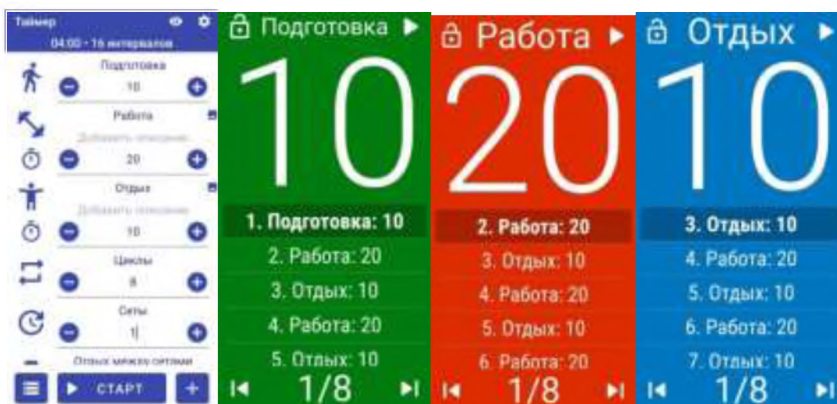 Таймер
04:00 • 16 интервалов
Подготовка
10
Работа
Добавить описание
20
Отдых
Добавить описание
10
Циклы
8
Сеты
1
Отдых между сетами
СТАРТ
Подготовка
10
1. Подготовка: 10
2. Работа: 20
3. Отдых: 10
4. Работа: 20
5. Отдых: 10
1/8
Работа
20
2. Работа: 20
3. Отдых: 10
4. Работа: 20
5. Отдых: 10
6. Работа: 20
1/8
Отдых
10
3. Отдых: 10
4. Работа: 20
5. Отдых: 10
6. Работа: 20
7. Отдых: 10
1/8